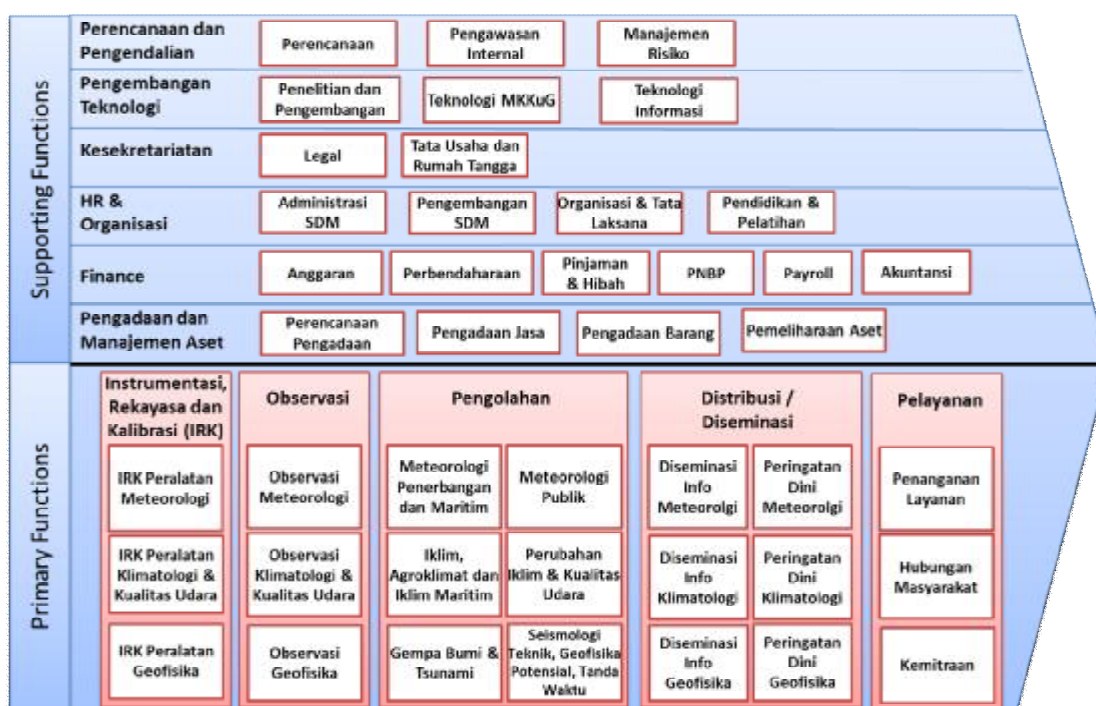 Supporting Functions
Perencanaan dan
Pengendalian
Perencanaan
Pengawasan
Internal
Manajemen
Risiko
Pengembangan
Teknologi
Penelitian dan
Pengembangan
Teknologi MKKuG
Teknologi
Informasi
Kesekretariatan
Legal
Tata Usaha dan
Rumah Tangga
HR &
Organisasi
Administrasi
SDM
Pengembangan
SDM
Organisasi & Tata
Laksana
Pendidikan &
Pelatihan
Finance
Anggaran
Perbendaharaan
Pinjaman
& Hibah
PNBP
Payroll
Akuntansi
Pengadaan dan
Manajemen Aset
Perencanaan
Pengadaan
Pengadaan Jasa
Pengadaan Barang
Pemeliharaan Aset
Primary Functions
Instrumentasi,
Rekayasa dan
Kalibrasi (IRK)
IRK Peralatan
Meteorologi
IRK Peralatan
Klimatologi &
Kualitas Udara
IRK Peralatan
Geofisika
Observasi
Observasi
Meteorologi
Observasi
Klimatologi &
Kualitas Udara
Observasi
Geofisika
Pengolahan
Meteorologi
Penerbangan
dan Maritim
Meteorologi
Publik
Iklim,
Agroklimat dan
Iklim Maritim
Perubahan
Iklim & Kualitas
Udara
Gempa Bumi &
Tsunami
Seismologi
Teknik, Geofisika
Potensial, Tanda
Waktu
Distribusi /
Diseminasi
Diseminasi
Info
Meteorolgi
Peringatan
Dini
Meteorolgi
Diseminasi
Info
Klimatologi
Peringatan
Dini
Klimatologi
Diseminasi
Info
Geofisika
Peringatan
Dini
Geofisika
Pelayanan
Penanganan
Layanan
Hubungan
Masyarakat
Kemitraan